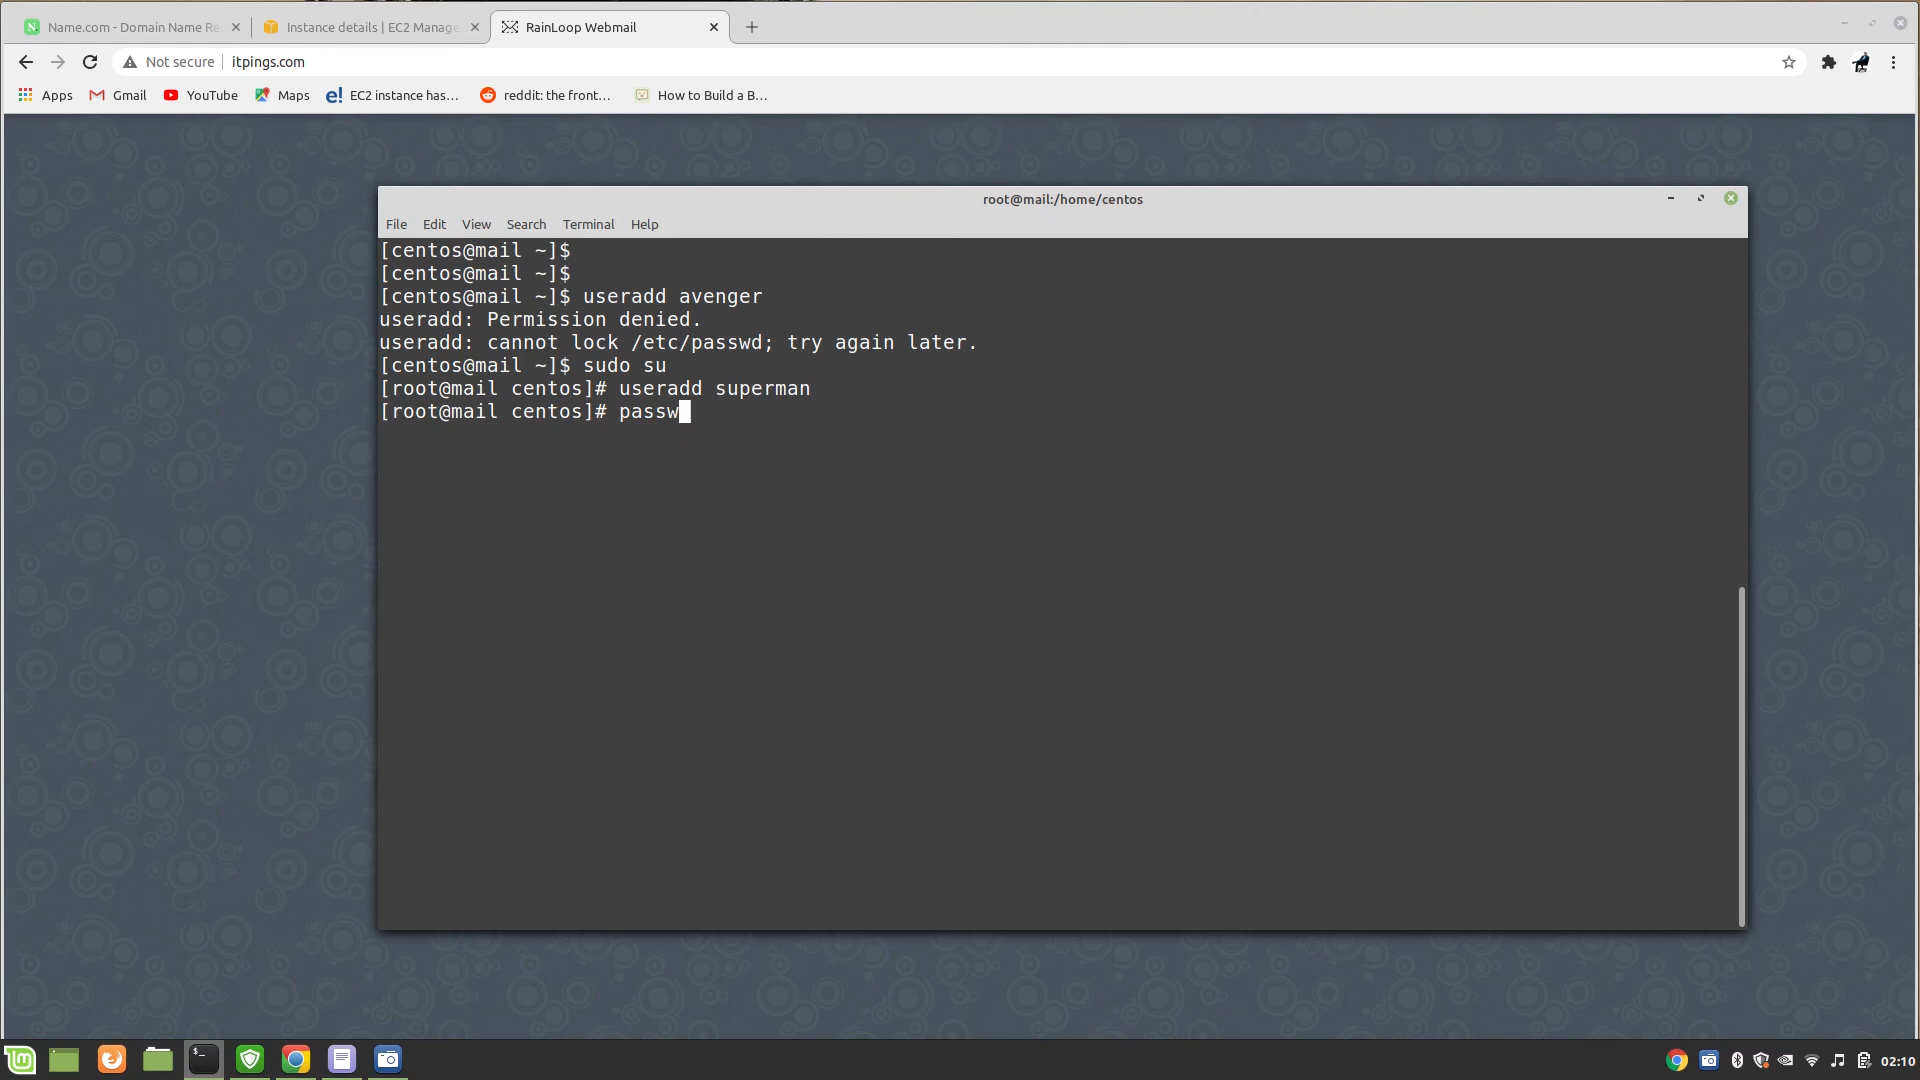 Name.com - Domain Name Re
Instance details | EC2 Manage
RainLoop Webmail
Not secure
itpings.com
Apps
Gmail
YouTube
Maps
EC2 instance has...
reddit: the front...
How to Build a B...
root@mail:/home/centos
File Edit View Search Terminal Help
[centos@mail ~]$
[centos@mail ~]$
[centos@mail ~]$ useradd avenger
useradd: Permission denied.
useradd: cannot lock /etc/passwd; try again later.
[centos@mail ~]$ sudo su
[root@mail centos]# useradd superman
[root@mail centos]# passw
02:10